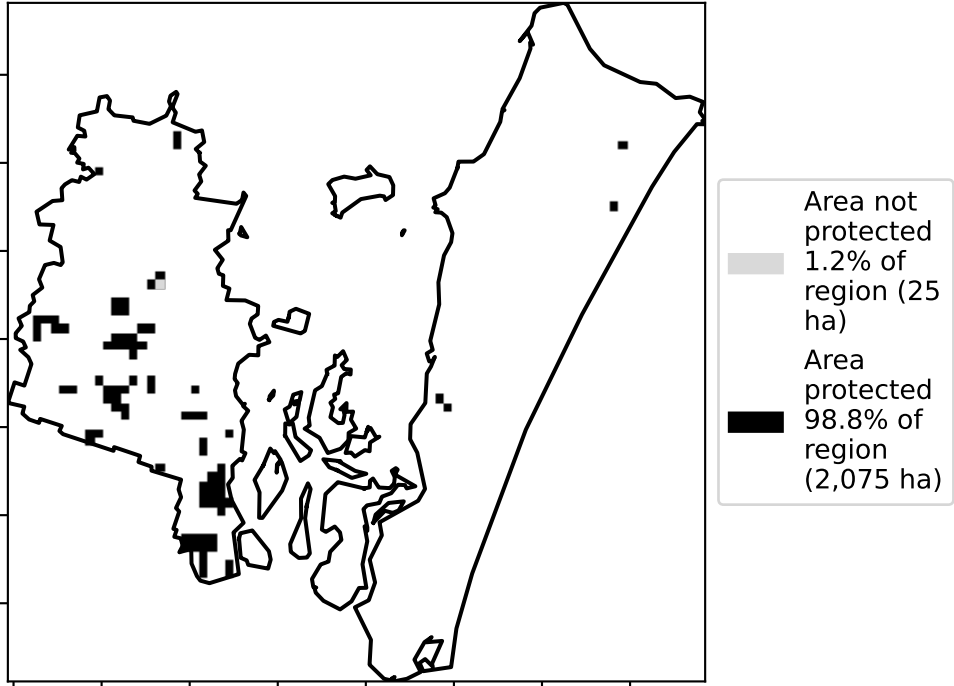 Area not
protected
1.2% of
region (25
ha)
Area
protected
98.8% of
region
(2,075 ha)